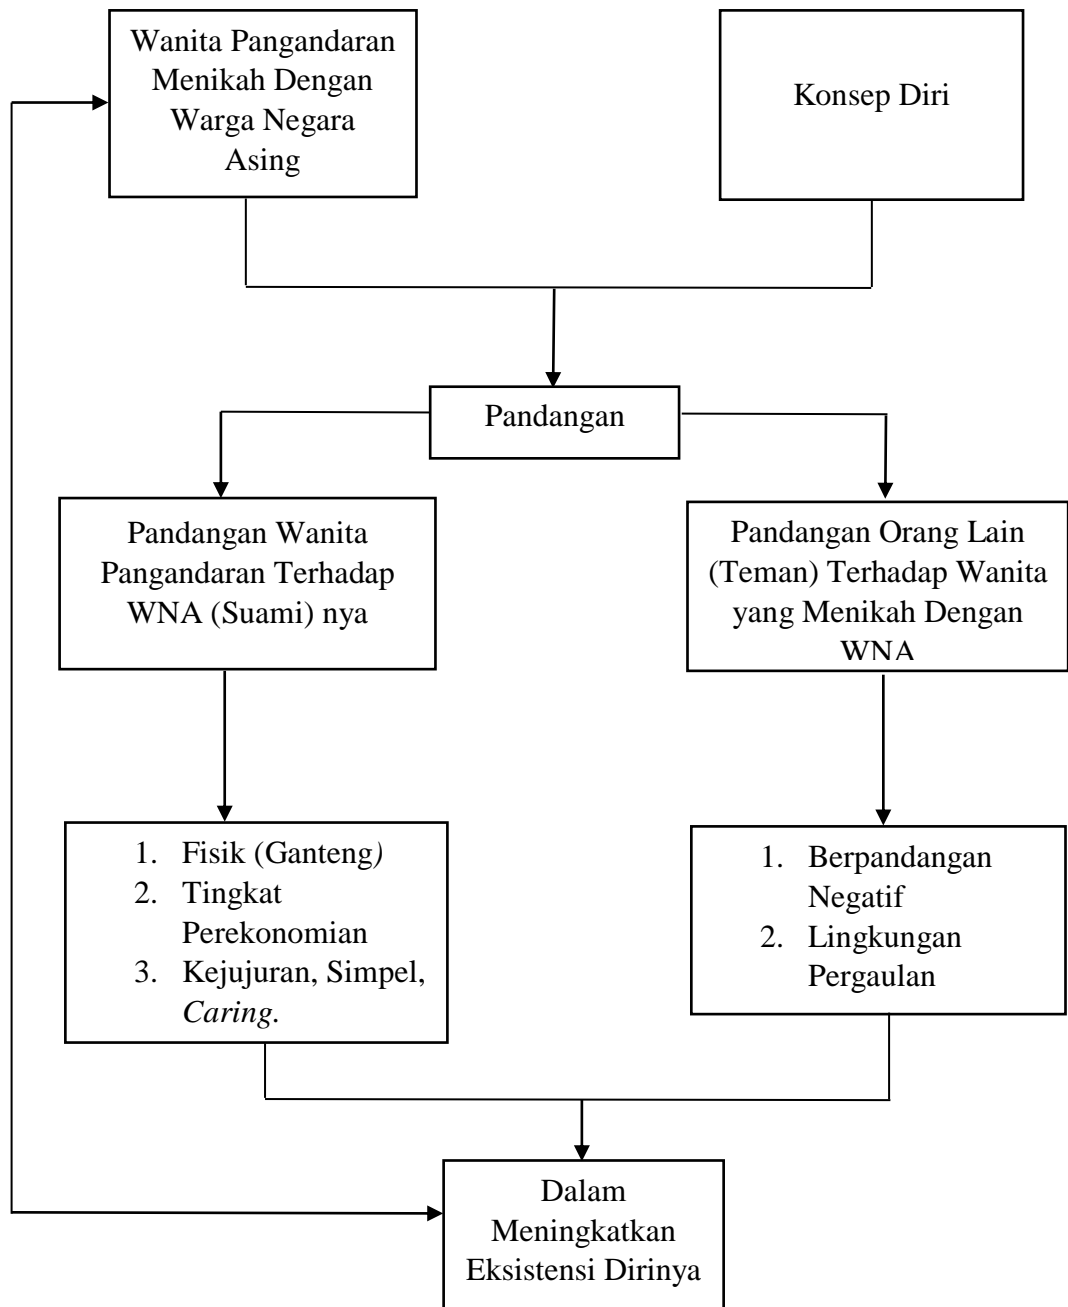 Wanita Pangandaran
Menikah Dengan
Warga Negara
Asing
Konsep Diri
Pandangan
Pandangan Wanita
Pangandaran Terhadap
WNA (Suami) nya
Pandangan Orang Lain
(Teman) Terhadap Wanita
yang Menikah Dengan
WNA
1. Fisik (Ganteng)
2. Tingkat
Perekonomian
3. Kejujuran, Simpel,
Caring.
1. Berpandangan
Negatif
2. Lingkungan
Pergaulan
Dalam
Meningkatkan
Eksistensi Dirinya